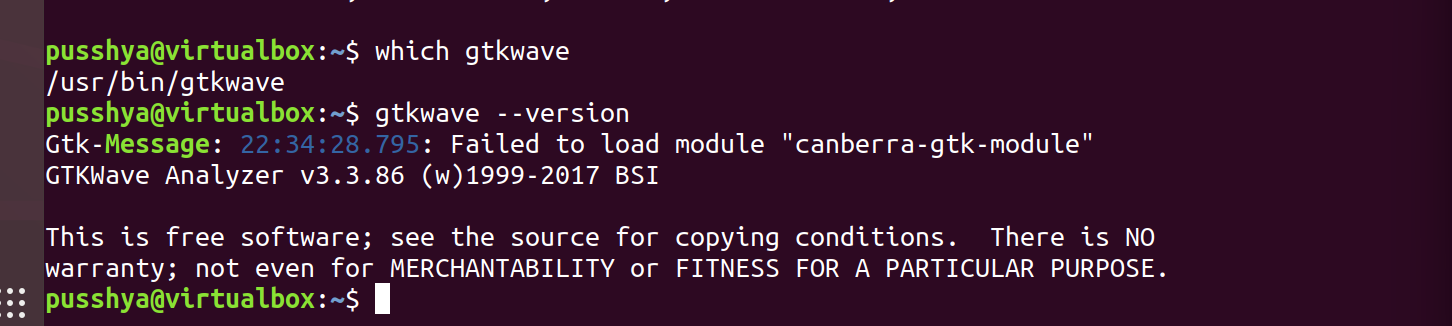 pusshya@virtualbox:~$ which gtkwave
/usr/bin/gtkwave
pusshya@virtualbox:~$ gtkwave --version
Gtk-Message: 22:34:28.795: Failed to load module "canberra-gtk-module"
GTKWave Analyzer v3.3.86 (w)1999-2017 BSI
This is free software; see the source for copying conditions.  There is NO
warranty; not even for MERCHANTABILITY or FITNESS FOR A PARTICULAR PURPOSE.
pusshya@virtualbox:~$